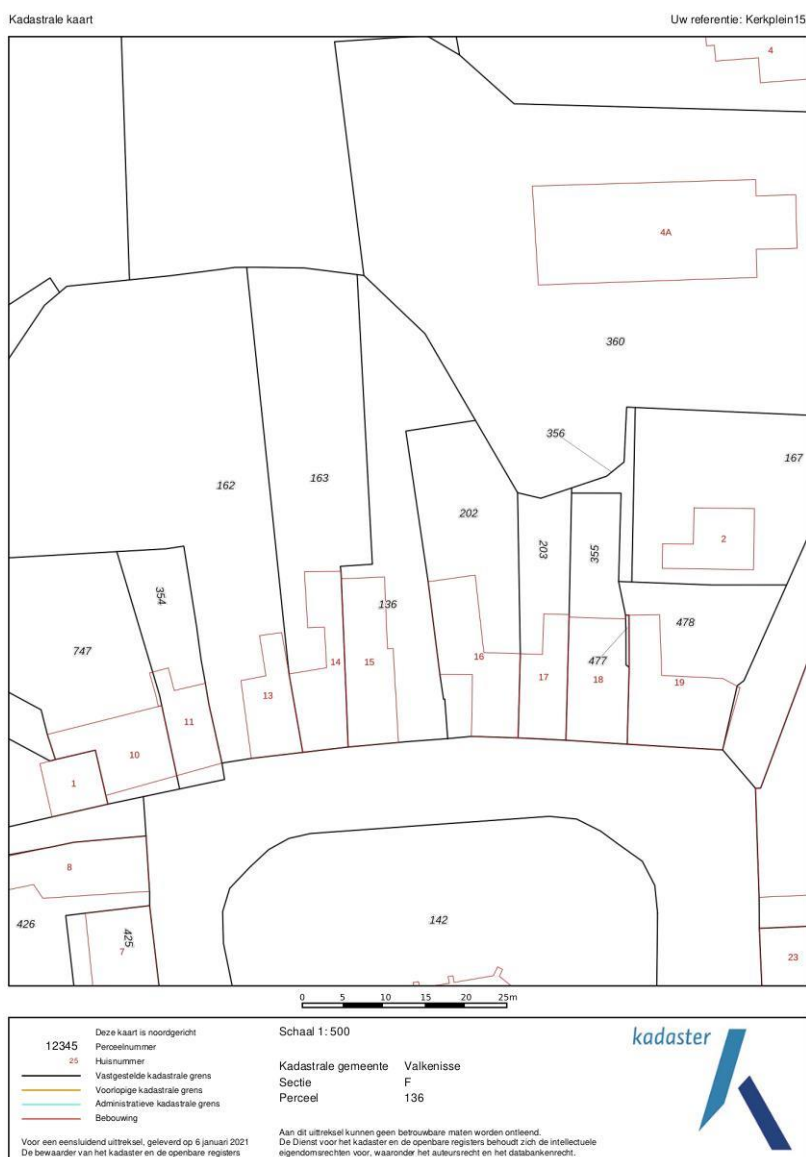 Kadastrale kaart
Uw referentie: Kerkplein15
4
4A
360
356
167
162
163
202
203
355
2
354
136
478
747
477
14
15
16
17
18
19
13
11
10
1
8
142
426
425
7
23
0 5 10 15 20 25m
Deze kaart is noordgericht
12345 Perceelnummer
25 Huisnummer
Vastgestelde kadastrale grens
Voorlopige kadastrale grens
Administratieve kadastrale grens
Bebouwing
Voor een eensluidend uittreksel, geleverd op 6 januari 2021
De bewaarder van het kadaster en de openbare registers
Schaal 1: 500
Kadastrale gemeente Valkenisse
Sectie F
Perceel 136
Aan dit uittreksel kunnen geen betrouwbare maten worden ontleend.
De Dienst voor het kadaster en de openbare registers behoudt zich de intellectuele
eigendomsrechten voor, waaronder het auteursrecht en het databankenrecht.
kadaster